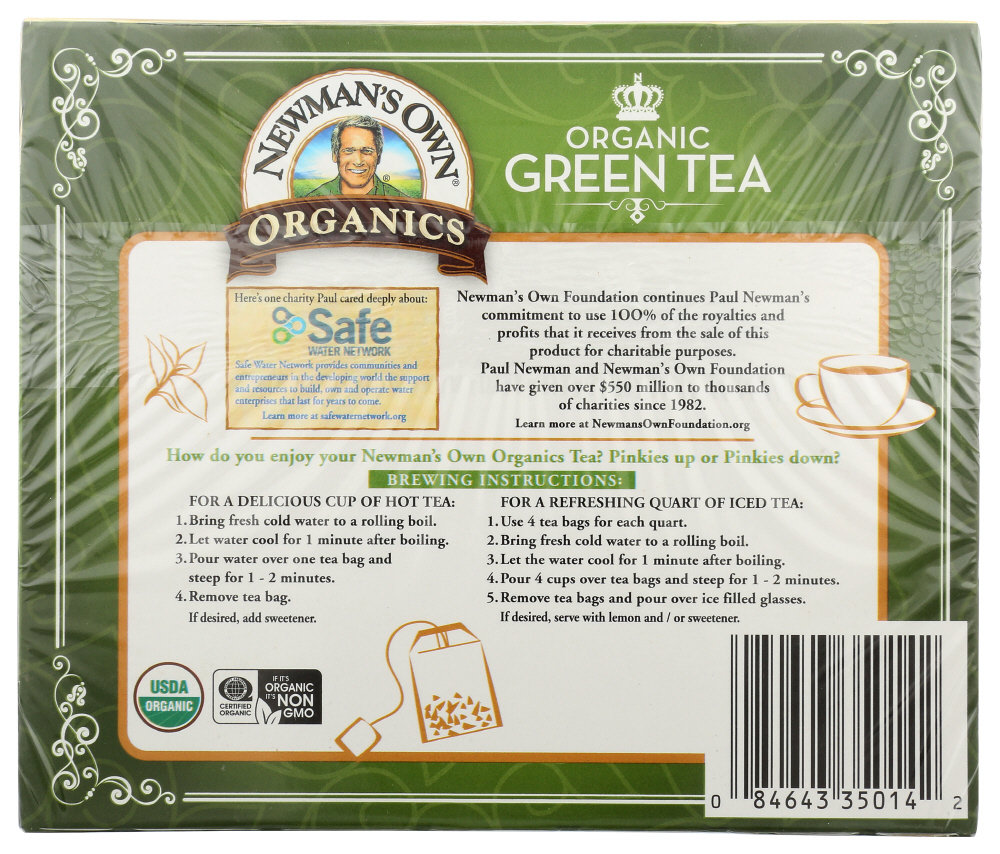 NEWMAN'S OWN®
®
ORGANICS
N
ORGANIC
GREEN TEA
Here's one charity Paul cared deeply about:
Safe
WATER NETWORK
Safe Water Network provides communities and
entrepreneurs in the developing world the support
and resources to build, own and operate water
enterprises that last for years to come.
Learn more at safewaternetwork.org
Newman's Own Foundation continues Paul Newman's
commitment to use 100% of the royalties and
profits that it receives from the sale of this
product for charitable purposes.
Paul Newman and Newman's Own Foundation
have given over $550 million to thousands
of charities since 1982.
Learn more at NewmansOwnFoundation.org
How do you enjoy your Newman's Own Organics Tea? Pinkies up or Pinkies down?
BREWING INSTRUCTIONS:
FOR A DELICIOUS CUP OF HOT TEA:
1. Bring fresh cold water to a rolling boil.
2. Let water cool for 1 minute after boiling.
3. Pour water over one tea bag and
steep for 1 - 2 minutes.
4. Remove tea bag.
If desired, add sweetener.
FOR A REFRESHING QUART OF ICED TEA:
1. Use 4 tea bags for each quart.
2. Bring fresh cold water to a rolling boil.
3. Let the water cool for 1 minute after boiling.
4. Pour 4 cups over tea bags and steep for 1 - 2 minutes.
5. Remove tea bags and pour over ice filled glasses.
If desired, serve with lemon and / or sweetener.
USDA
ORGANIC
CERTIFIED
ORGANIC
IF IT'S
ORGANIC
IT'S NON
GMO
0 84643 35014 2